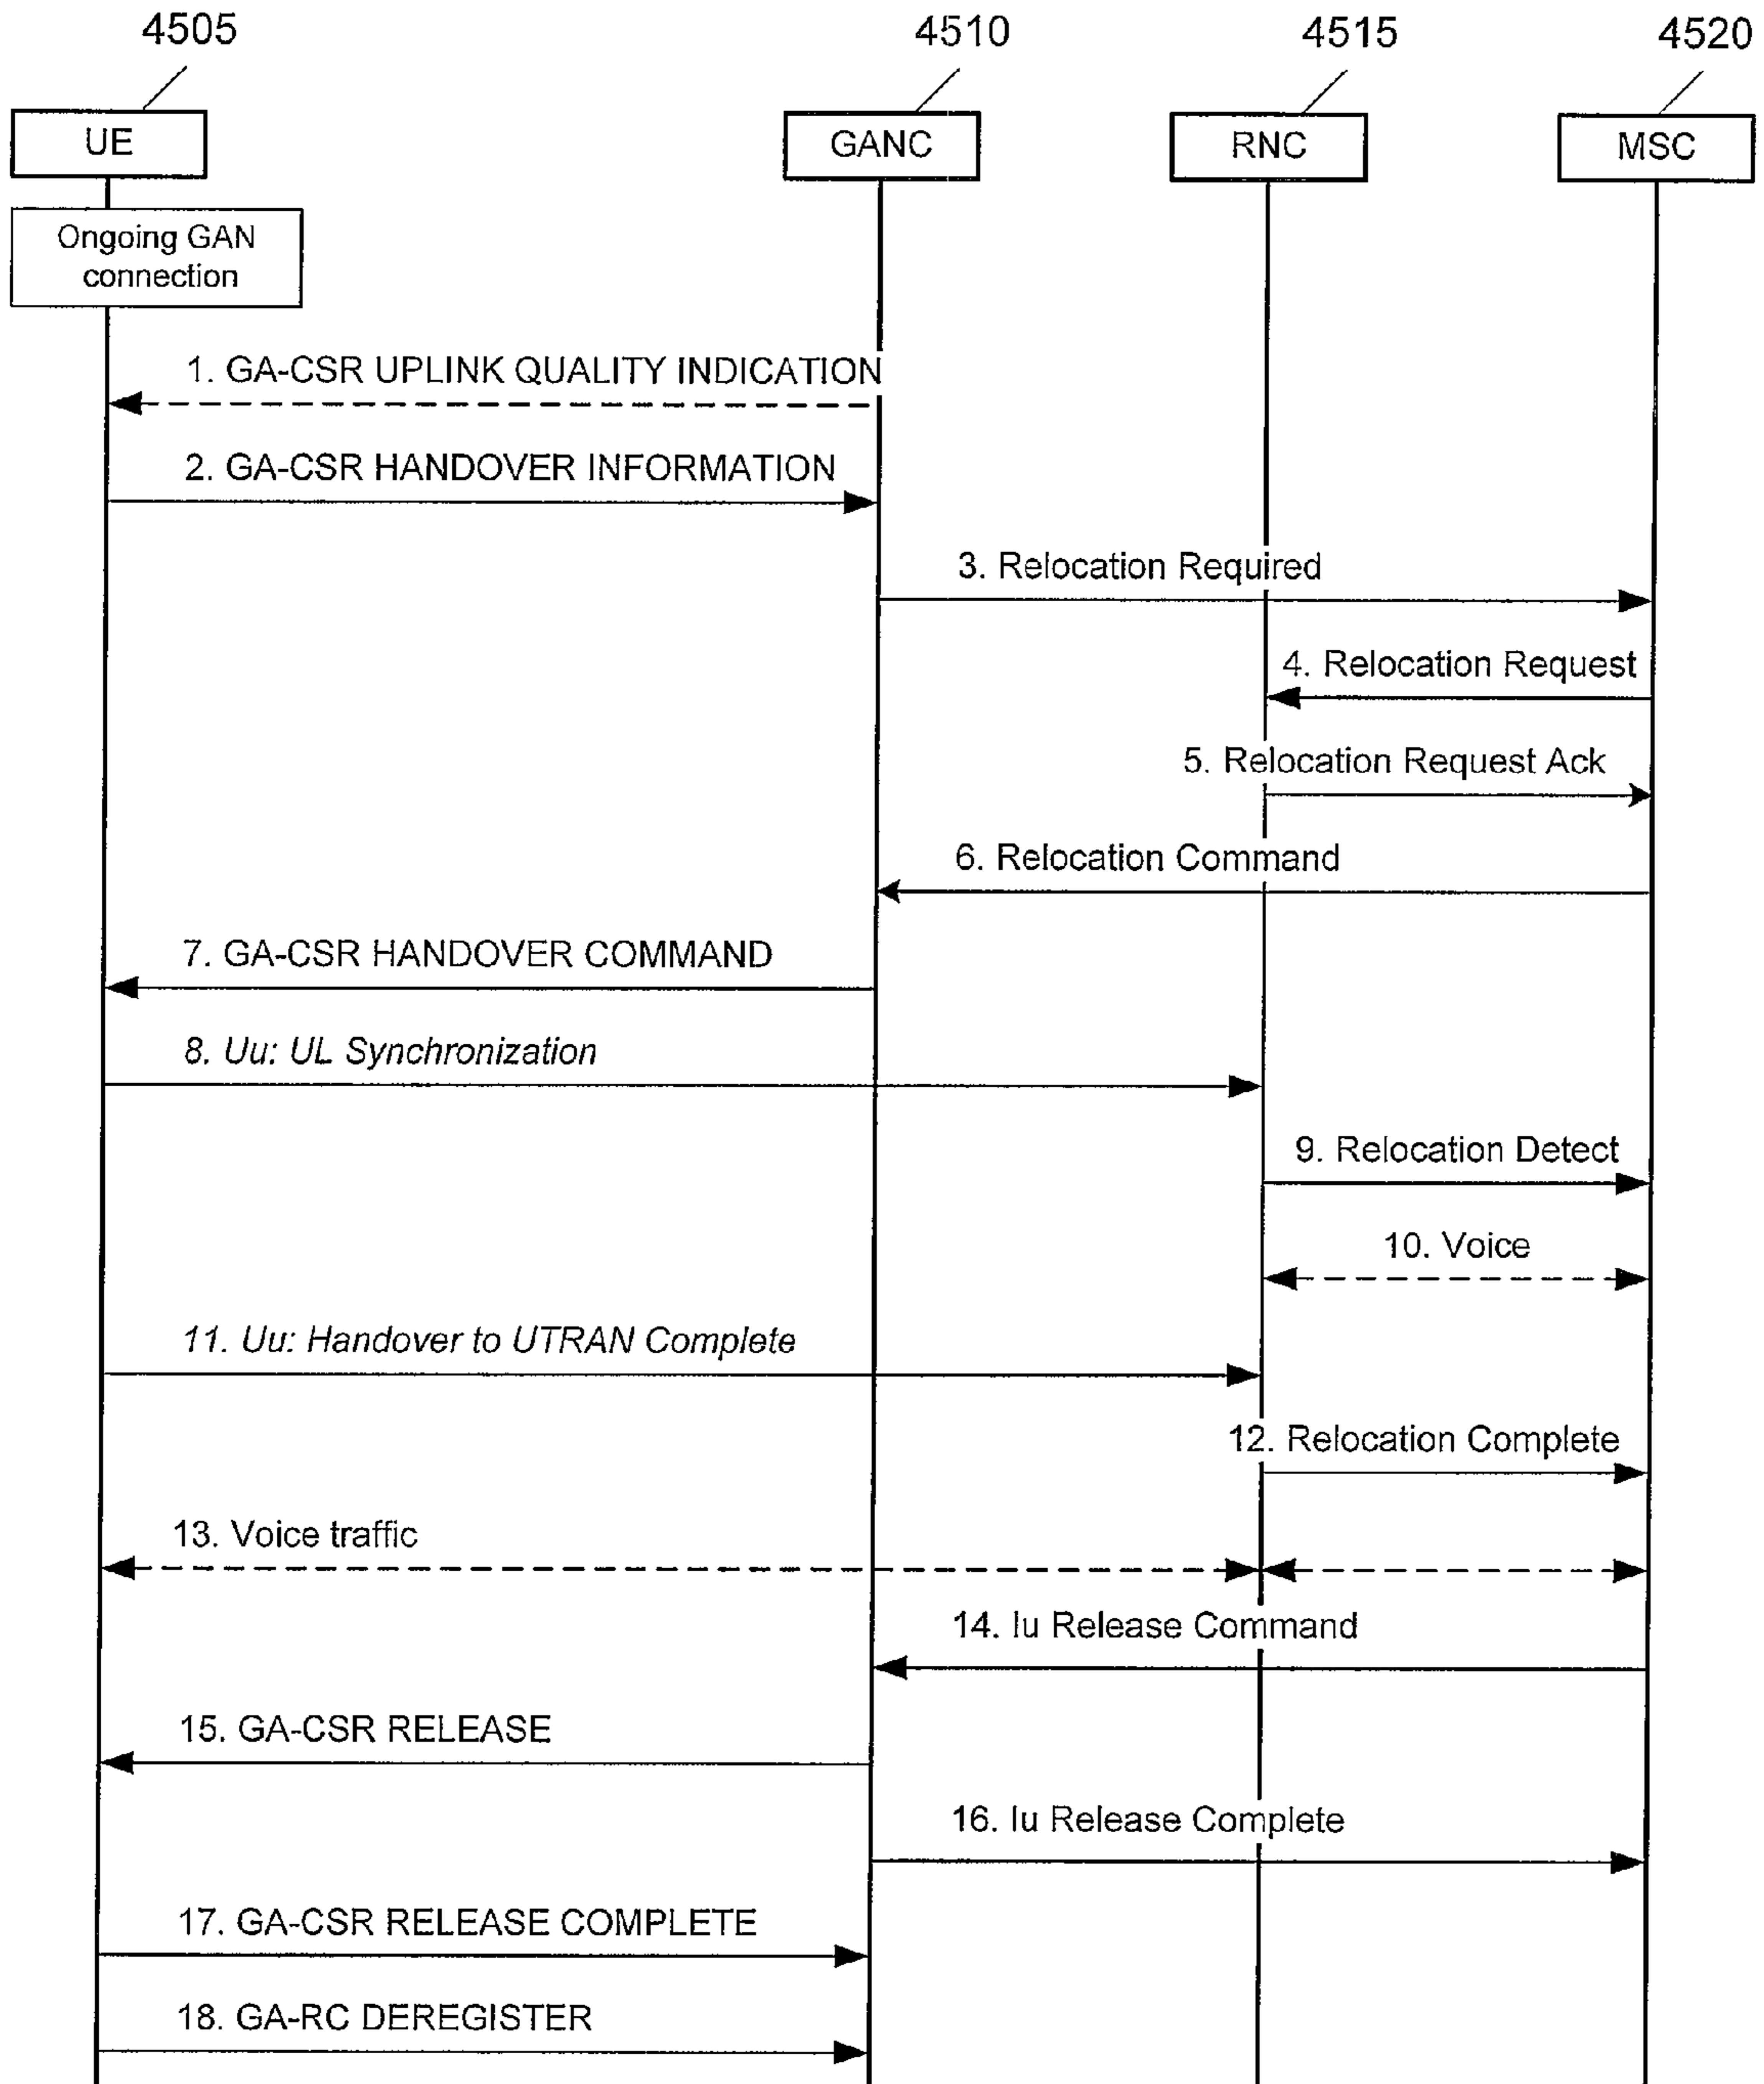 4505
4510
4515
4520
UE
GANC
RNC
MSC
Ongoing GAN
connection
1. GA-CSR UPLINK QUALITY INDICATION
2. GA-CSR HANDOVER INFORMATION
3. Relocation Required
4. Relocation Request
5. Relocation Request Ack
6. Relocation Command
7. GA-CSR HANDOVER COMMAND
8. Uu: UL Synchronization
9. Relocation Detect
10. Voice
11. Uu: Handover to UTRAN Complete
12. Relocation Complete
13. Voice traffic
14. Iu Release Command
15. GA-CSR RELEASE
16. Iu Release Complete
17. GA-CSR RELEASE COMPLETE
18. GA-RC DEREGISTER